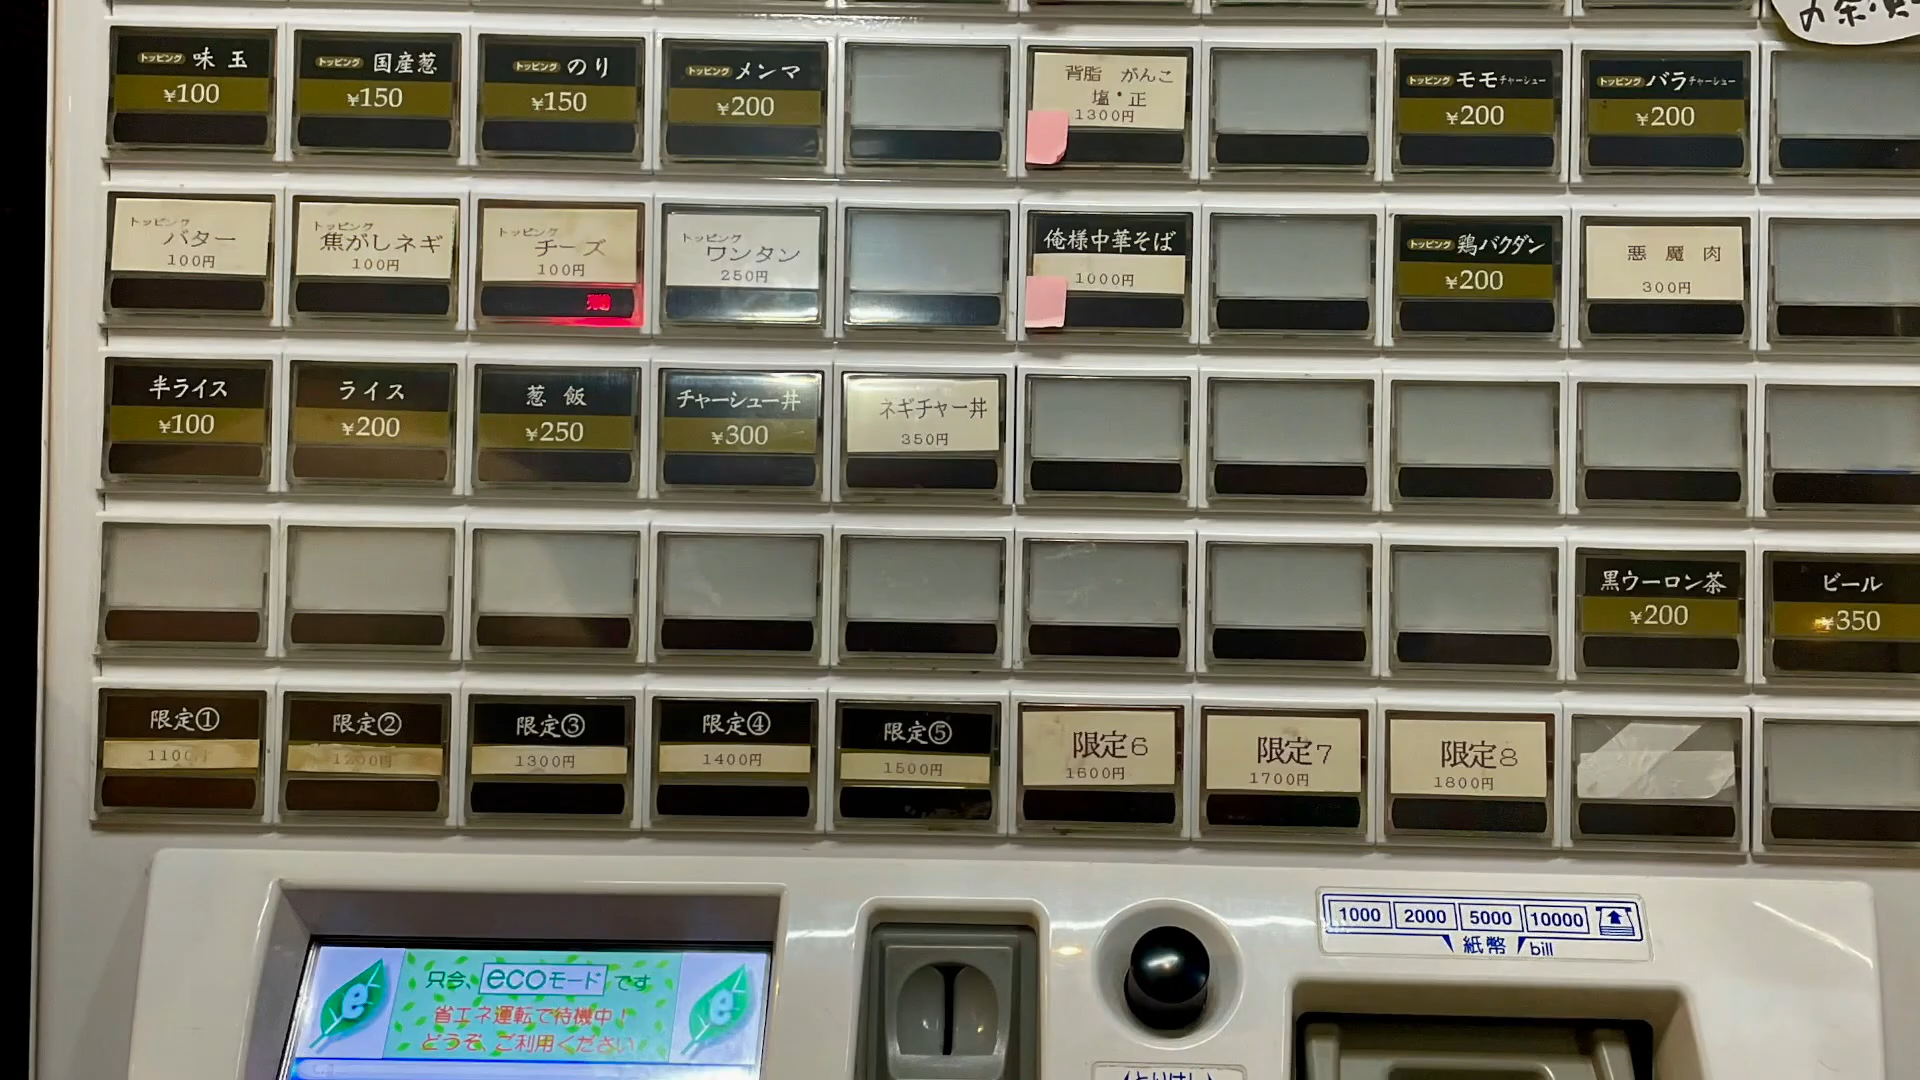 トッピング 味玉
¥100
トッピング 国産葱
¥150
トッピング のり
¥150
トッピング メンマ
¥200
背脂 がんこ
塩・正
1300円
トッピング モモチャーシュー
¥200
トッピング バラチャーシュー
¥200
トッピング
バター
100円
トッピング
焦がしネギ
100円
トッピング
チーズ
100円
トッピング
ワンタン
250円
俺様中華そば
1000円
トッピング 鶏バクダン
¥200
悪魔肉
300円
半ライス
¥100
ライス
¥200
葱飯
¥250
チャーシュー丼
¥300
ネギチャー丼
350円
黒ウーロン茶
¥200
ビール
¥350
限定①
1100
限定②
1200円
限定③
1300円
限定④
1400円
限定⑤
1500円
限定6
1600円
限定7
1700円
限定8
1800円
1000 2000 5000 10000
紙幣 bill
只今、ecoモードです
省エネ運転で待機中!
どうぞ、ご利用ください